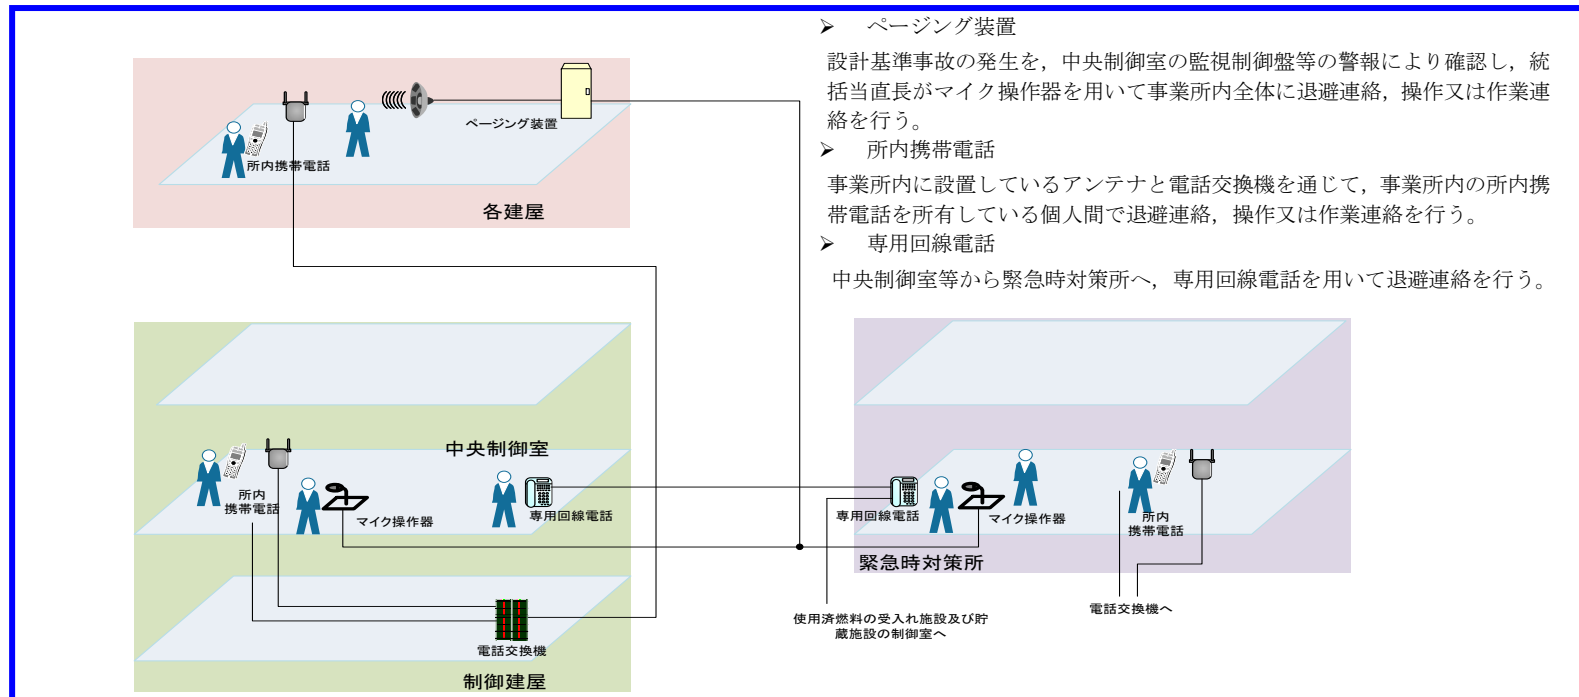 ➢ ページング装置
設計基準事故の発生を，中央制御室の監視制御盤等の警報により確認し，統
括当直長がマイク操作器を用いて事業所内全体に退避連絡，操作又は作業連
絡を行う。
➢ 所内携帯電話
事業所内に設置しているアンテナと電話交換機を通じて，事業所内の所内携
帯電話を所有している個人間で退避連絡，操作又は作業連絡を行う。
➢ 専用回線電話
中央制御室等から緊急時対策所へ，専用回線電話を用いて退避連絡を行う。
ページング装置
所内携帯電話
各建屋
中央制御室
所内
携帯電話
マイク操作器
専用回線電話
電話交換機
制御建屋
専用回線電話
マイク操作器
所内
携帯電話
緊急時対策所
使用済燃料の受入れ施設及び貯
蔵施設の制御室へ
電話交換機へ